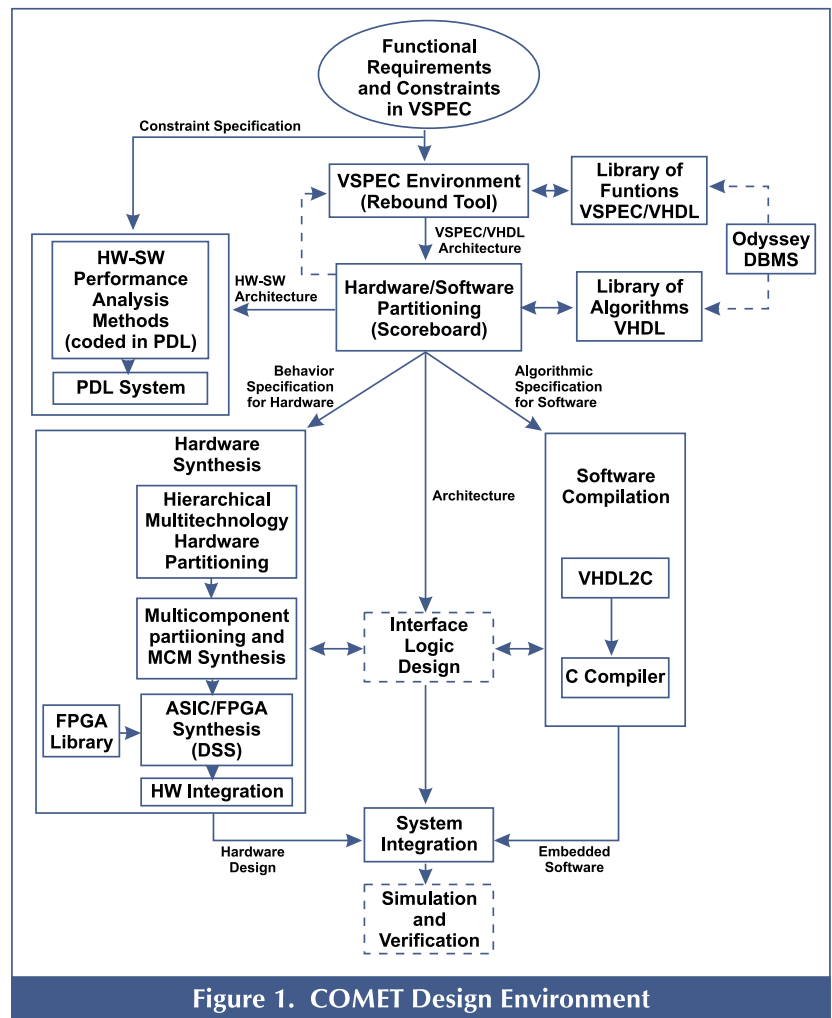 Functional
Requirements
and Constraints
in VSPEC
Constraint Specification
VSPEC Environment
(Rebound Tool)
Library of
Funtions
VSPEC/VHDL
Odyssey
DBMS
VSPEC/VHDL
Architecture
HW-SW
Performance
Analysis
Methods
(coded in PDL)
PDL System
HW-SW
Architecture
Hardware/Software
Partitioning
(Scoreboard)
Library of
Algorithms
VHDL
Behavior
Specification
for Hardware
Algorithmic
Specification
for Software
Hardware
Synthesis
Hierarchical
Multitechnology
Hardware
Partitioning
Multicomponent
partiioning and
MCM Synthesis
FPGA
Library
ASIC/FPGA
Synthesis
(DSS)
HW Integration
Architecture
Interface
Logic
Design
Software
Compilation
VHDL2C
C Compiler
Hardware
Design
System
Integration
Embedded
Software
Simulation
and
Verification
Figure 1. COMET Design Environment